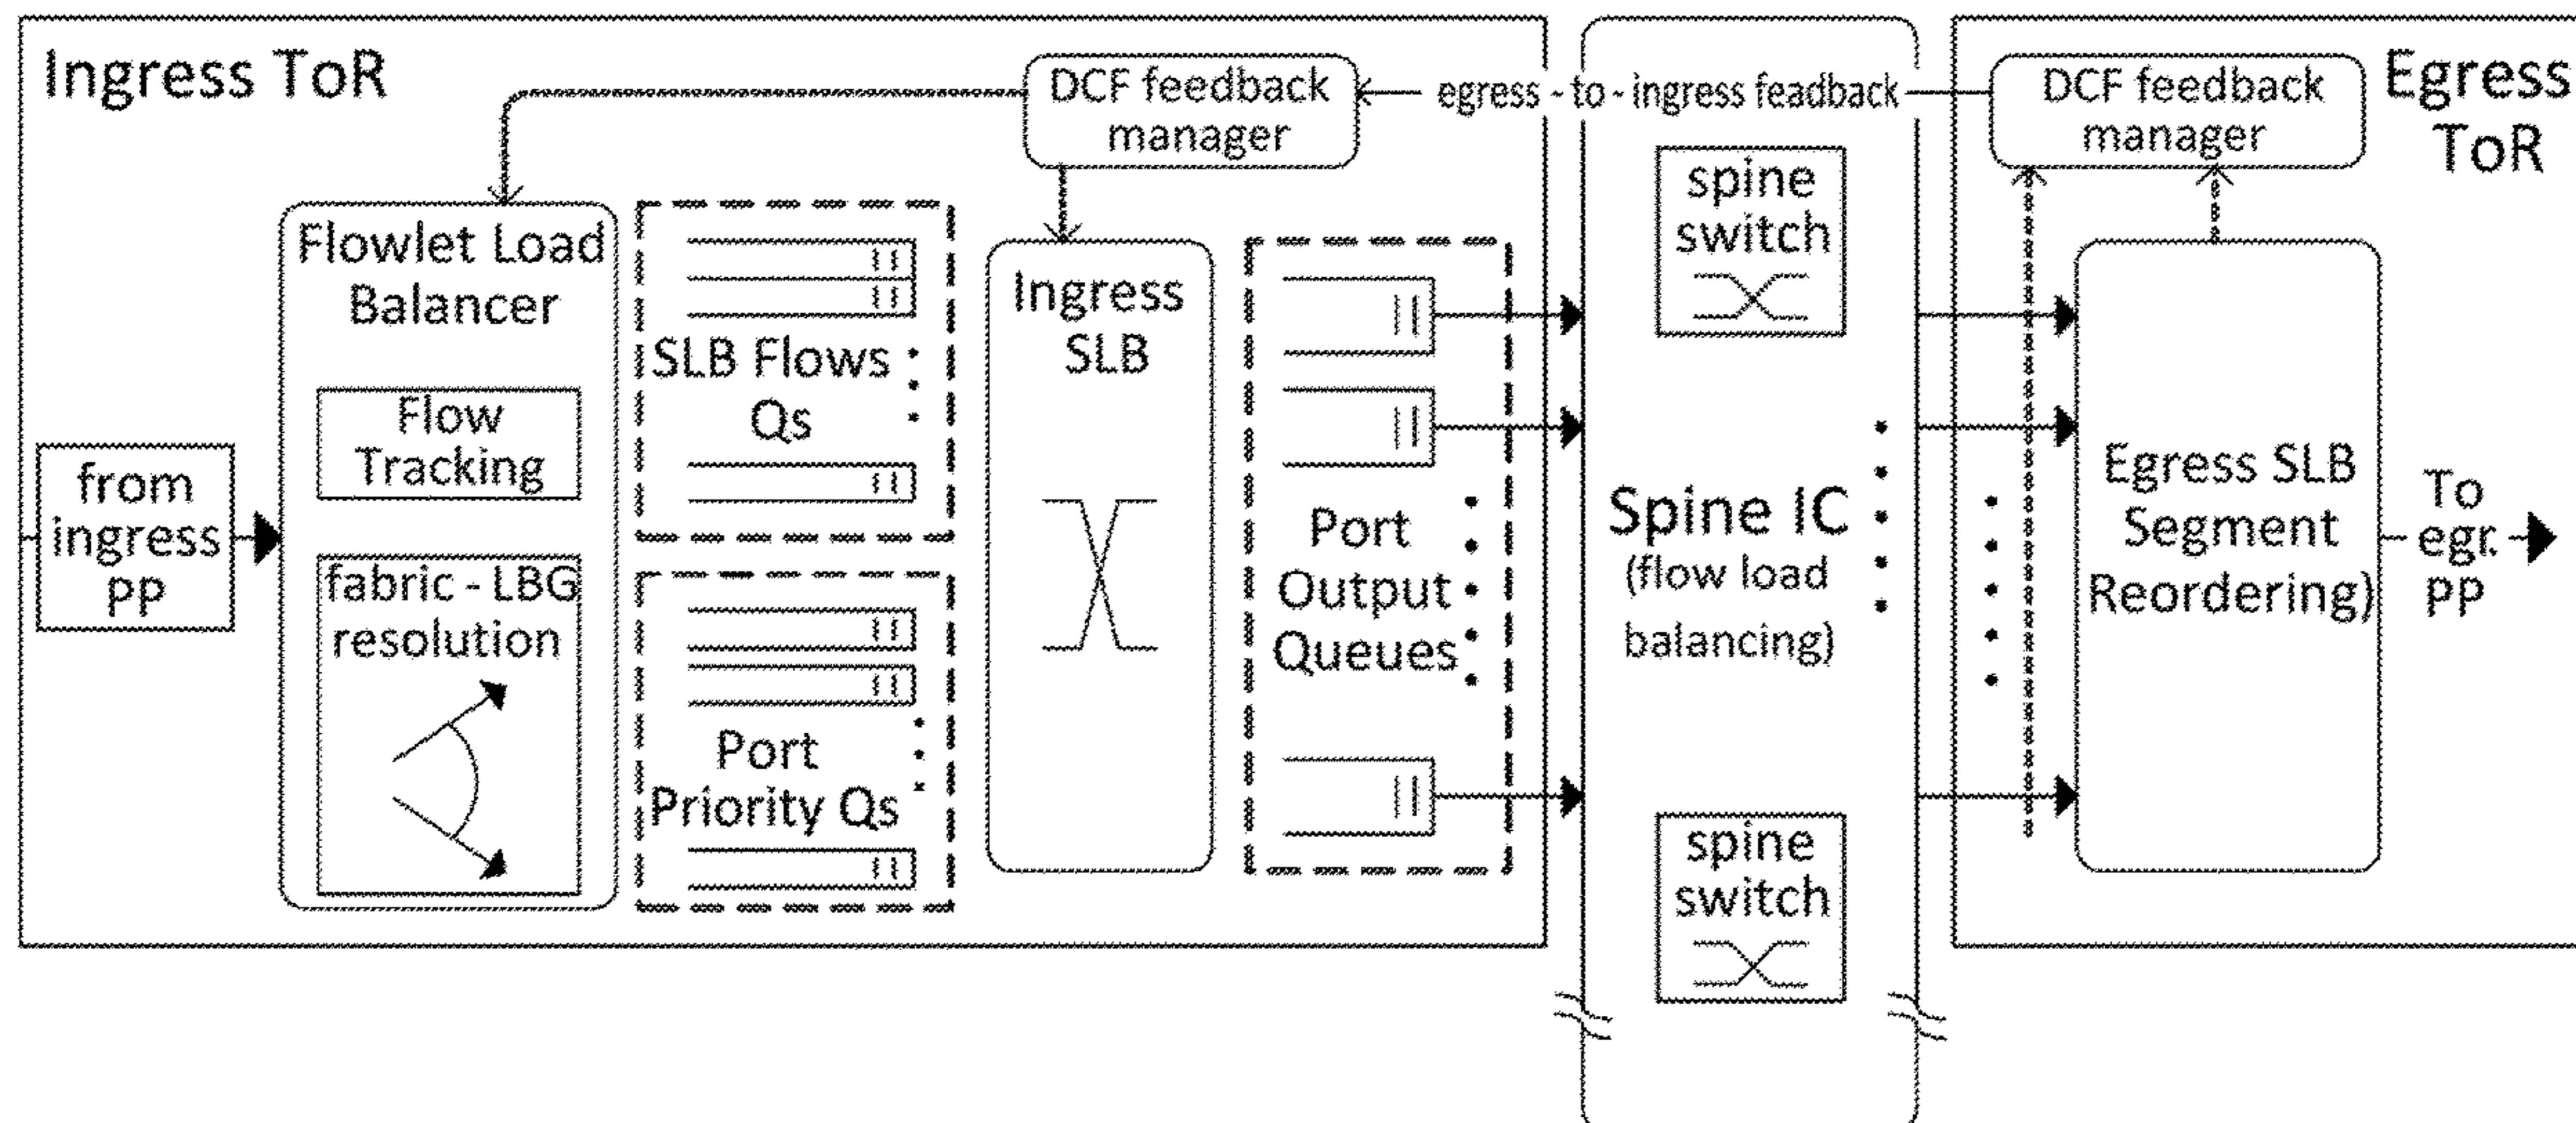 Ingress ToR
DCF feedback
manager
egress - to - ingress feadback
DCF feedback
manager
Egress
ToR
from
ingress
PP
Flowlet Load
Balancer
Flow
Tracking
fabric - LBG
resolution
SLB Flows
Qs
Port
Priority Qs
Ingress
SLB
Port
Output
Queues
spine
switch
Spine IC
(flow load
balancing)
spine
switch
Egress SLB
Segment
Reordering)
To
egr.
PP